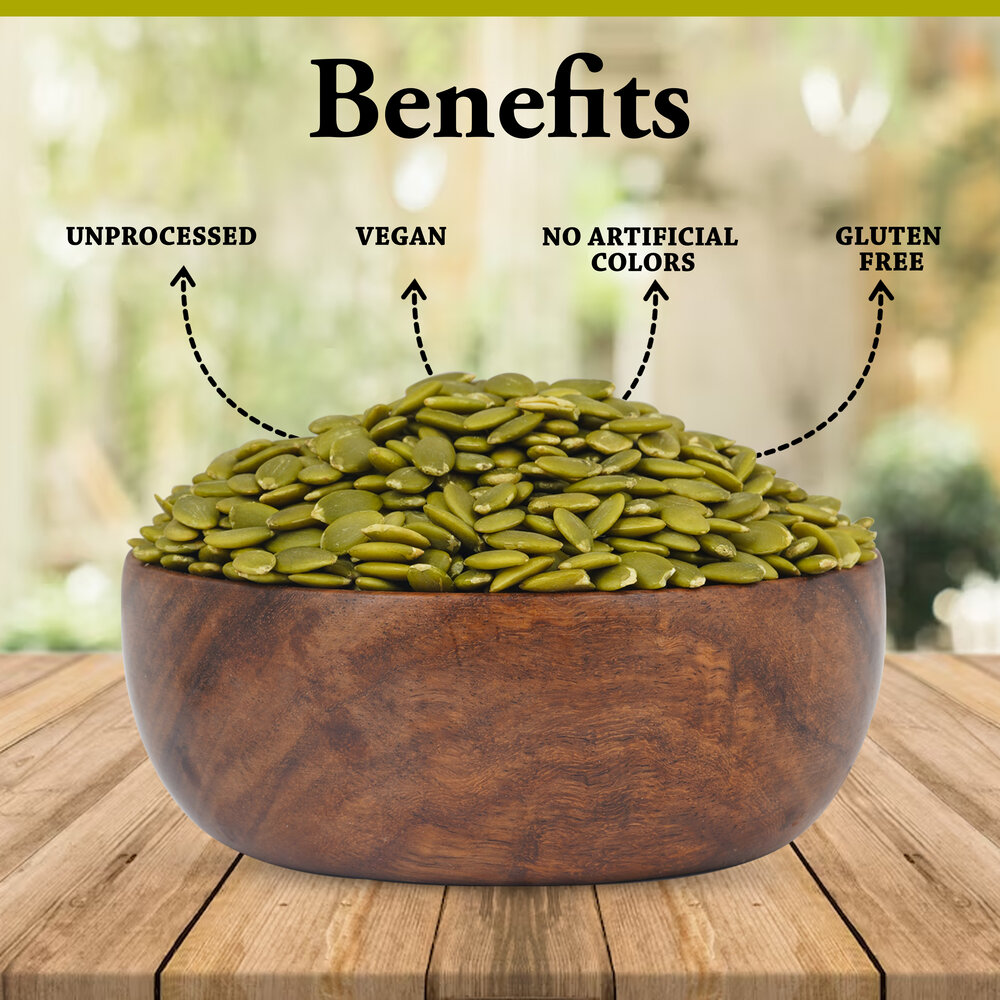 Benefits
UNPROCESSED
VEGAN
NO ARTIFICIAL
COLORS
GLUTEN
FREE